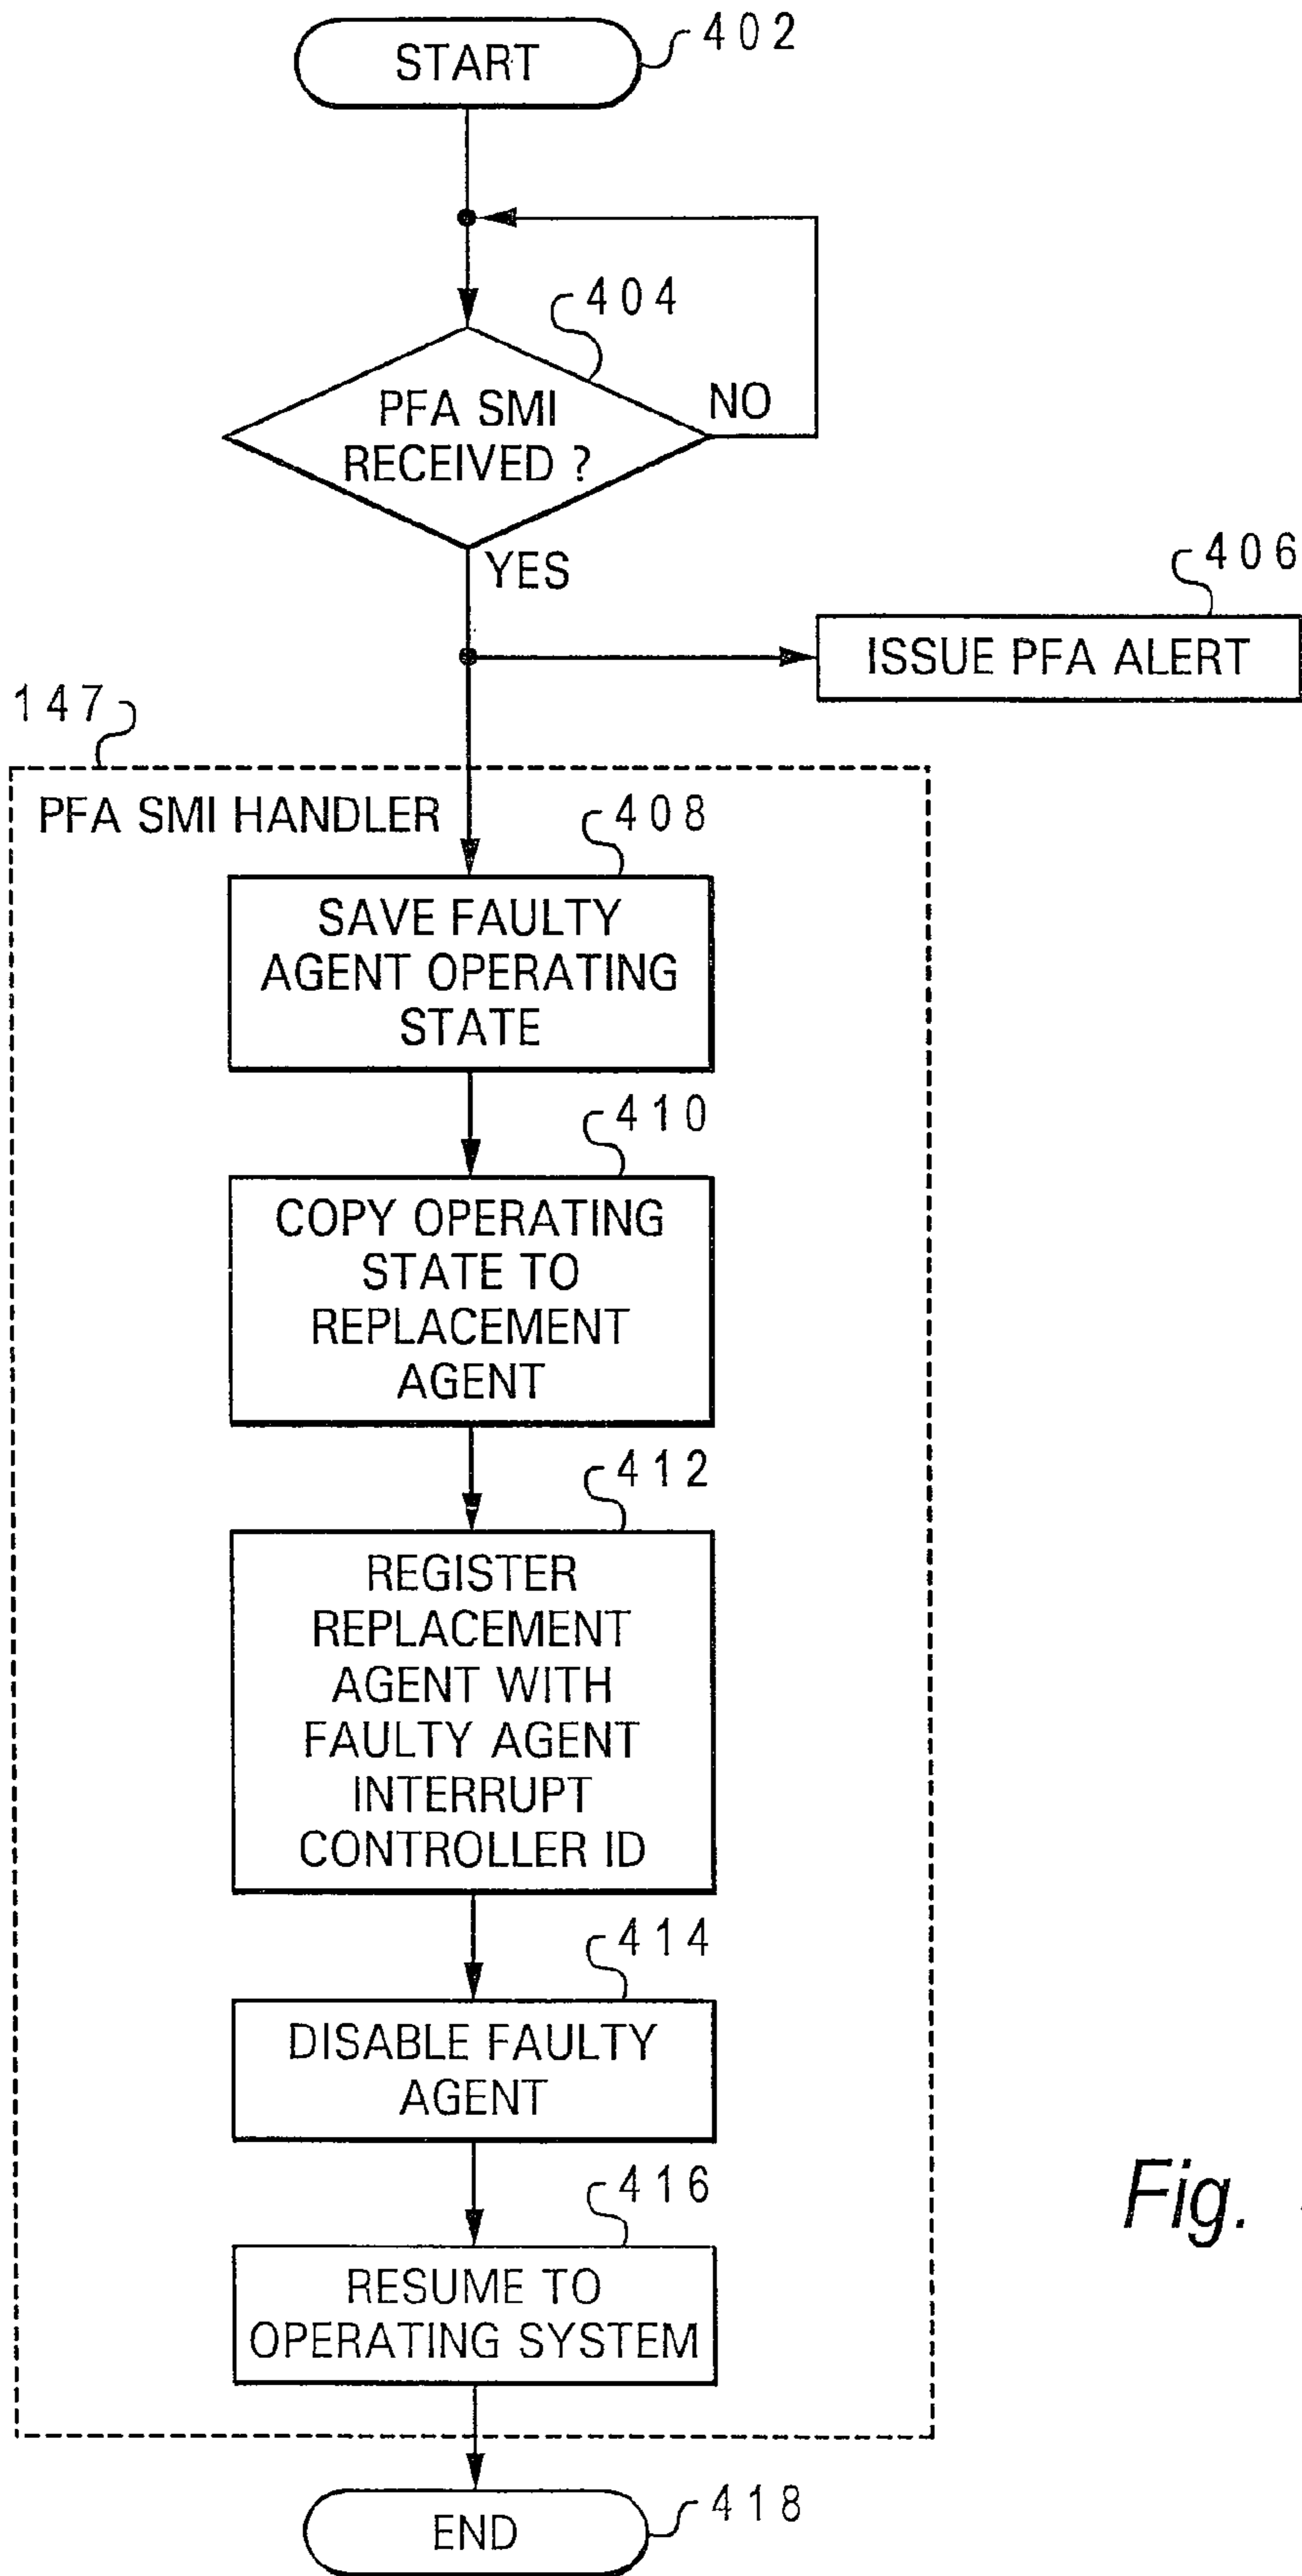 START
402
404
PFA SMI
RECEIVED ?
NO
YES
406
ISSUE PFA ALERT
147
PFA SMI HANDLER
408
SAVE FAULTY
AGENT OPERATING
STATE
410
COPY OPERATING
STATE TO
REPLACEMENT
AGENT
412
REGISTER
REPLACEMENT
AGENT WITH
FAULTY AGENT
INTERRUPT
CONTROLLER ID
414
DISABLE FAULTY
AGENT
416
RESUME TO
OPERATING SYSTEM
Fig.
END
418